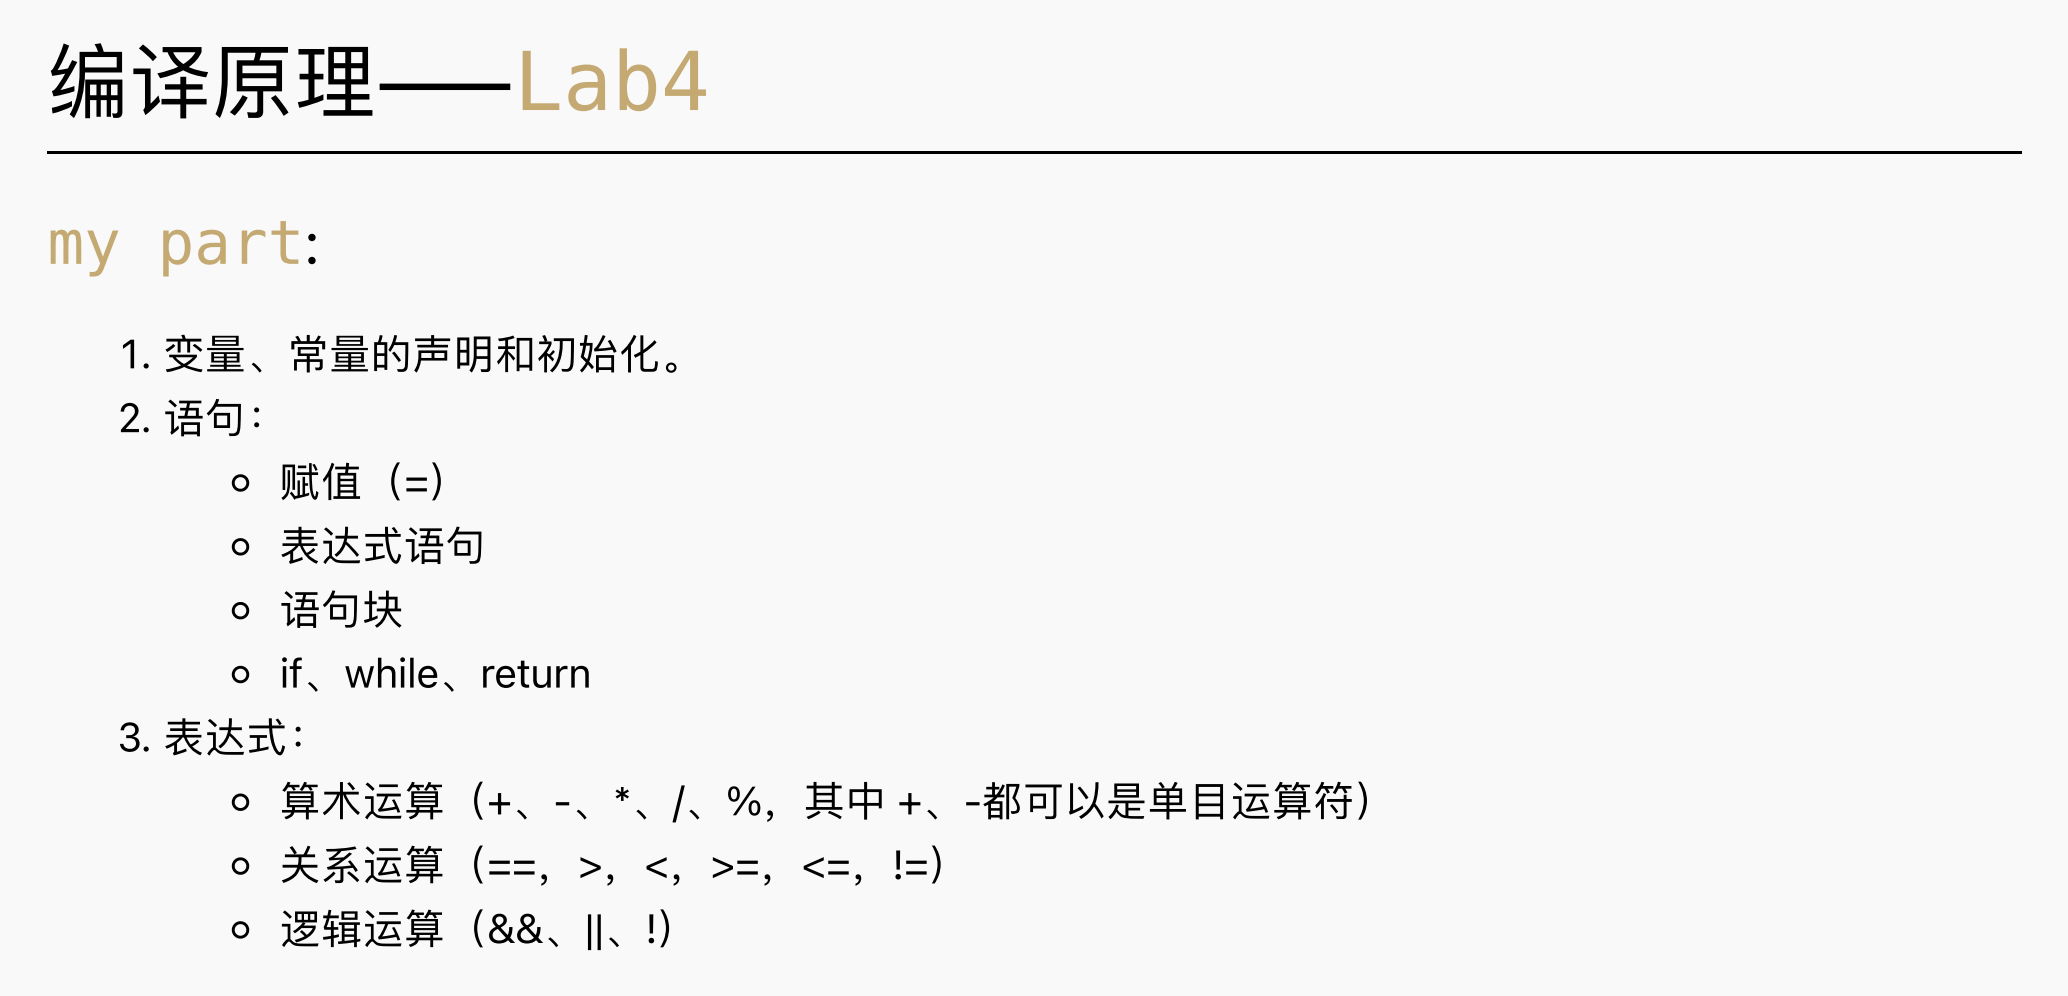 编译原理——Lab4
my part:
1. 变量、常量的声明和初始化。
2. 语句：
赋值（=）
表达式语句
语句块
if、while、return
3. 表达式：
算术运算（+、-、*、/、%，其中 +、-都可以是单目运算符）
关系运算（==，>，<，>=，<=，!=）
逻辑运算（&&、||、!）